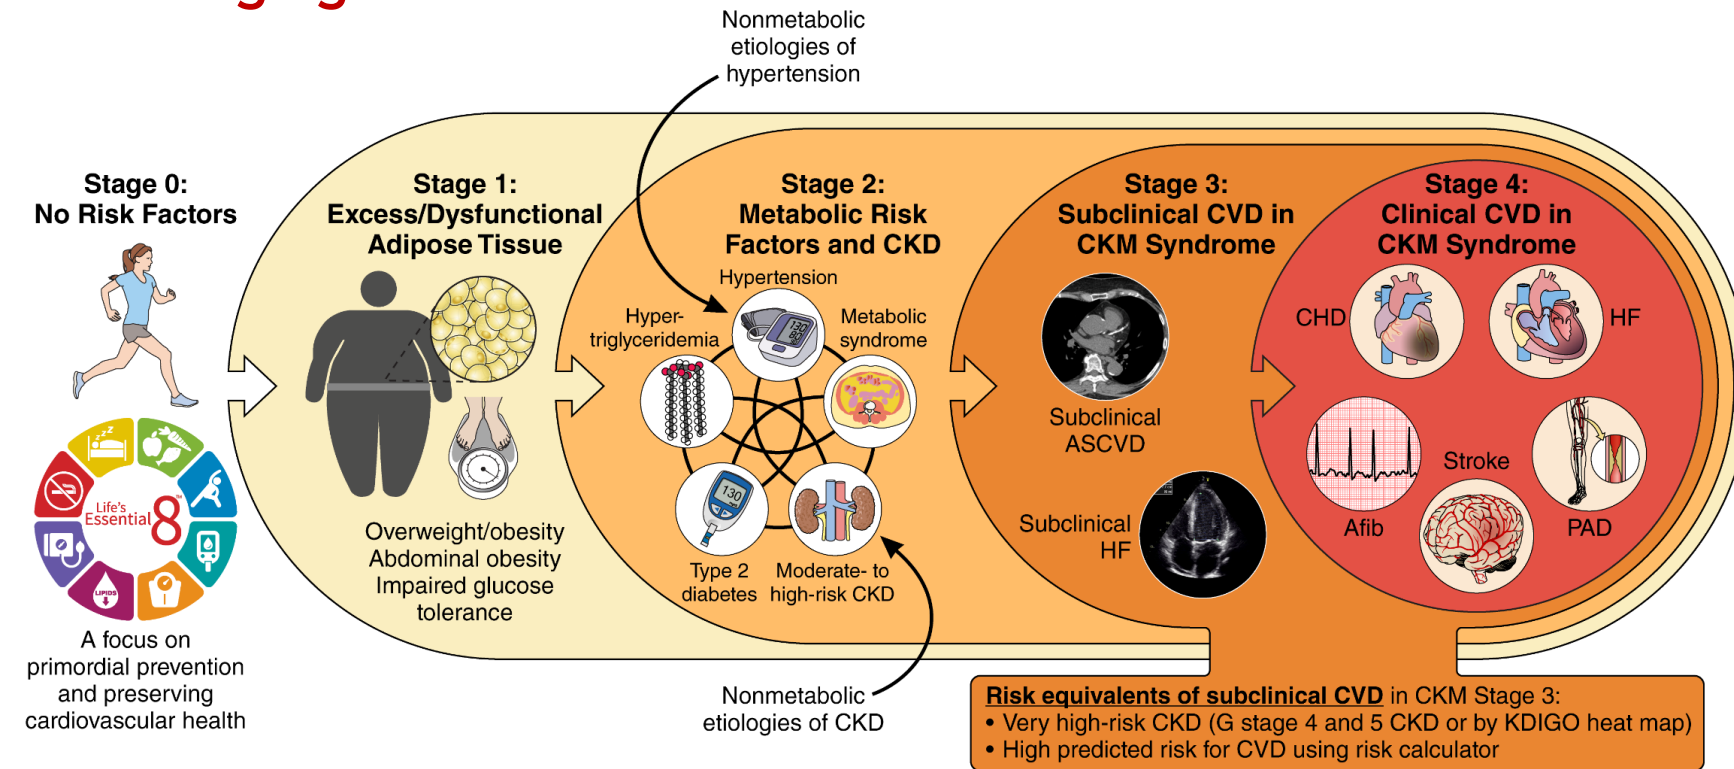 Nonmetabolic
etiologies of
hypertension
Stage 0:
No Risk Factors
Life's
Essential 8™
LIPIDS
A focus on
primordial prevention
and preserving
cardiovascular health
Stage 1:
Excess/Dysfunctional
Adipose Tissue
Overweight/obesity
Abdominal obesity
Impaired glucose
tolerance
Stage 2:
Metabolic Risk
Factors and CKD
Hypertension
Hyper-
triglyceridemia
Metabolic
syndrome
130
Type 2
diabetes
Moderate- to
high-risk CKD
Nonmetabolic
etiologies of CKD
Stage 3:
Subclinical CVD in
CKM Syndrome
Subclinical
ASCVD
Subclinical
HF
Stage 4:
Clinical CVD in
CKM Syndrome
CHD
HF
Afib
Stroke
PAD
Risk equivalents of subclinical CVD in CKM Stage 3:
• Very high-risk CKD (G stage 4 and 5 CKD or by KDIGO heat map)
• High predicted risk for CVD using risk calculator